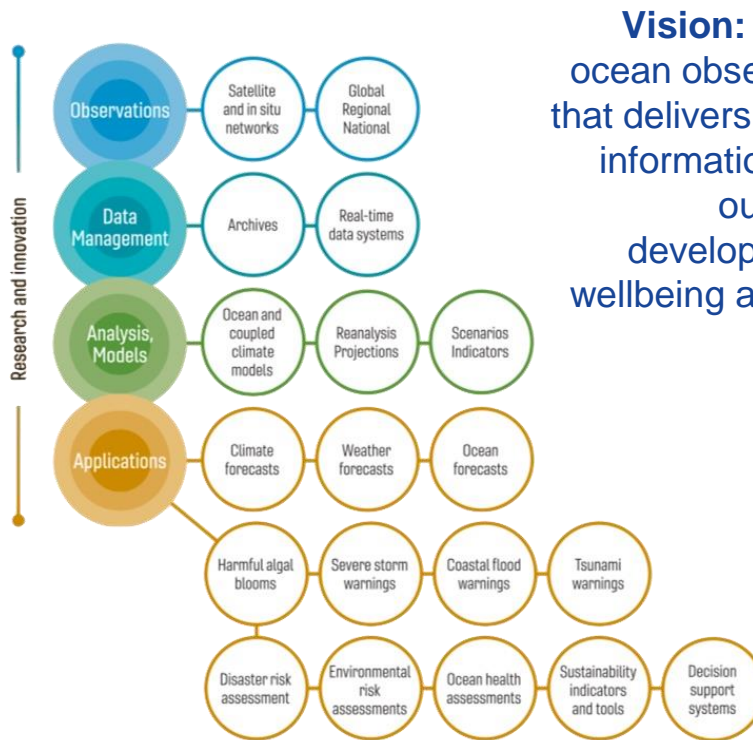 Vision:
ocean obse
that delivers
informatio
ou
develop
wellbeing a
Research and innovation
Observations
Satellite
and in situ
networks
Global
Regional
National
Data
Management
Archives
Real-time
data systems
Analysis,
Models
Ocean and
coupled
climate
models
Reanalysis
Projections
Scenarios
Indicators
Applications
Climate
forecasts
Weather
forecasts
Ocean
forecasts
Harmful algal
blooms
Severe storm
warnings
Coastal flood
warnings
Tsunami
warnings
Disaster risk
assessment
Environmental
risk
assessments
Ocean health
assessments
Sustainability
indicators
and tools
Decision
support
systems